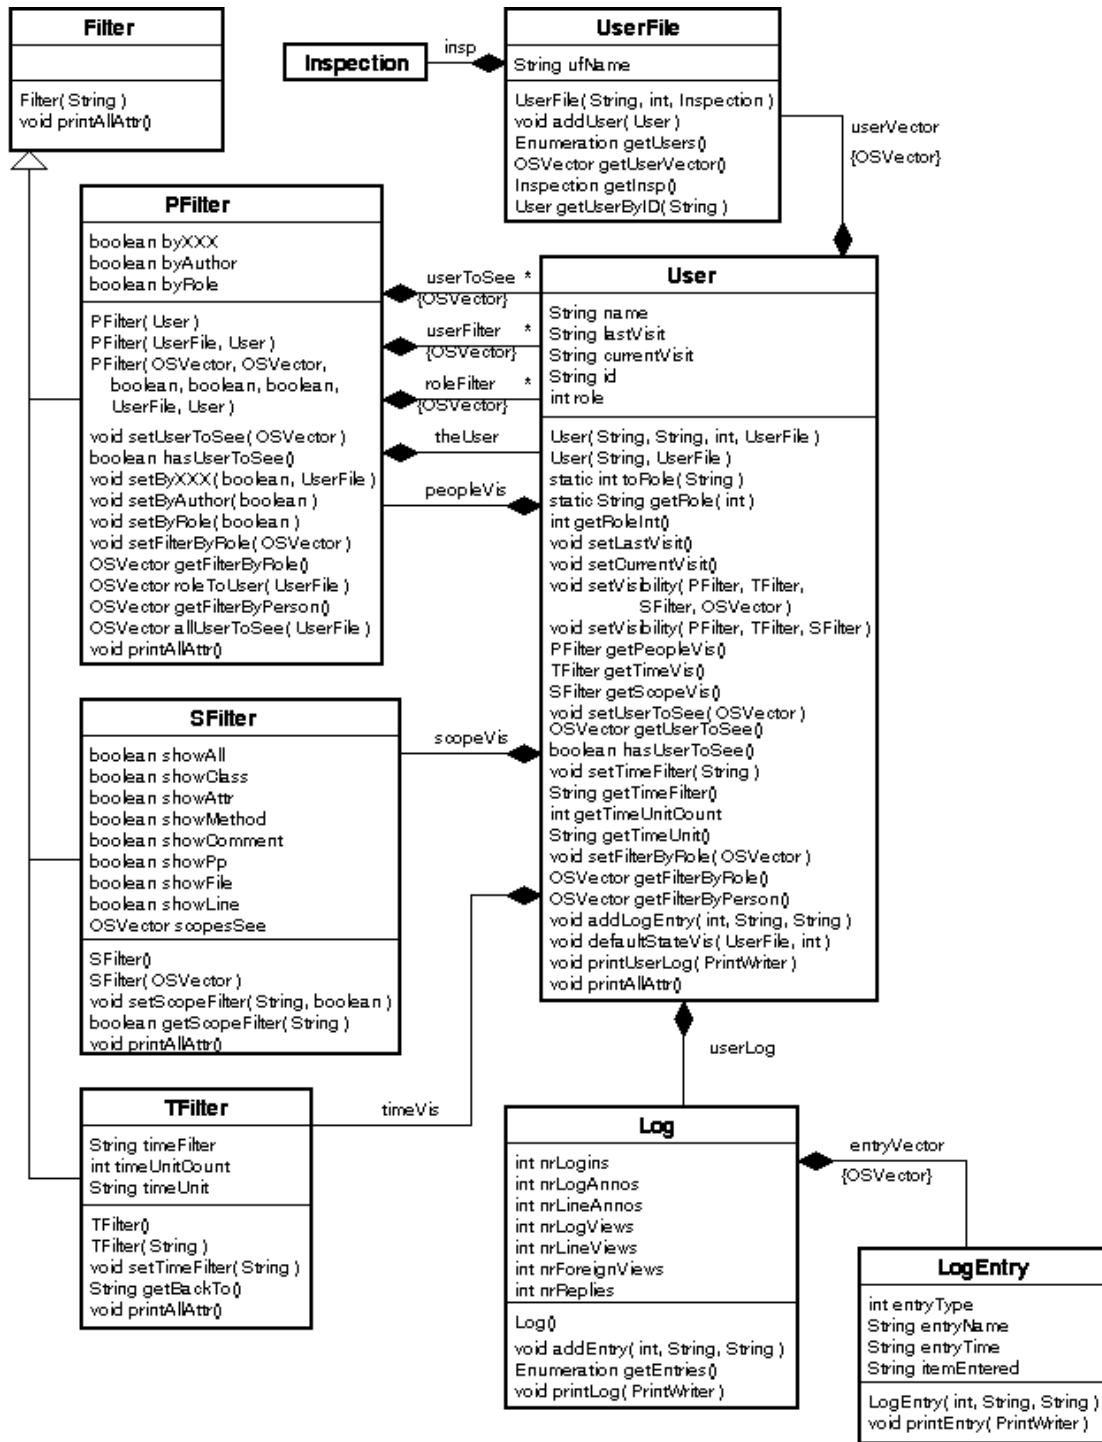 Filter
Filter( String )
void printAllAttr()
Inspection
insp
UserFile
String ufName
UserFile( String, int, Inspection )
void addUser( User )
Enumeration getUsers()
OSVector getUserVector()
Inspection getInsp()
User getUserByID( String )
userVector
{OSVector}
PFilter
boolean byXXX
boolean byAuthor
boolean byRole
PFilter( User )
PFilter( UserFile, User )
PFilter( OSVector, OSVector,
boolean, boolean, boolean,
UserFile, User )
void setUserToSee( OSVector )
boolean hasUserToSee()
void setByXXX( boolean, UserFile )
void setByAuthor( boolean )
void setByRole( boolean )
void setFilterByRole( OSVector )
OSVector getFilterByRole()
OSVector roleToUser( UserFile )
OSVector getFilterByPerson()
OSVector allUserToSee( UserFile )
void printAllAttr()
userToSee *
{OSVector}
userFilter *
{OSVector}
roleFilter *
{OSVector}
theUser
peopleVis
User
String name
String lastVisit
String currentVisit
String id
int role
User( String, String, int, UserFile )
User( String, UserFile )
static int toRole( String )
static String getRole( int )
int getRoleInt()
void setLastVisit()
void setCurrentVisit()
void setVisibility( PFilter, TFilter,
SFilter, OSVector )
void setVisibility( PFilter, TFilter, SFilter )
PFilter getPeopleVis()
TFilter getTimeVis()
SFilter getScopeVis()
void setUserToSee( OSVector )
OSVector getUserToSee()
boolean hasUserToSee()
void setTimeFilter( String )
String getTimeFilter()
int getTimeUnitCount
String getTimeUnit()
void setFilterByRole( OSVector )
OSVector getFilterByRole()
OSVector getFilterByPerson()
void addLogEntry( int, String, String )
void defaultStateVis( UserFile, int )
void printUserLog( PrintWriter )
void printAllAttr()
SFilter
boolean showAll
boolean showClass
boolean showAttr
boolean showMethod
boolean showComment
boolean showPp
boolean showFile
boolean showLine
OSVector scopesSee
SFilter()
SFilter( OSVector )
void setScopeFilter( String, boolean )
boolean getScopeFilter( String )
void printAllAttr()
scopeVis
TFilter
String timeFilter
int timeUnitCount
String timeUnit
TFilter()
TFilter( String )
void setTimeFilter( String )
String getBackTo()
void printAllAttr()
timeVis
userLog
Log
int nrLogins
int nrLogAnnos
int nrLineAnnos
int nrLogViews
int nrLineViews
int nrForeignViews
int nrReplies
Log()
void addEntry( int, String, String )
Enumeration getEntries()
void printLog( PrintWriter )
entryVector
{OSVector}
LogEntry
int entryType
String entryName
String entryTime
String itemEntered
LogEntry( int, String, String )
void printEntry( PrintWriter )